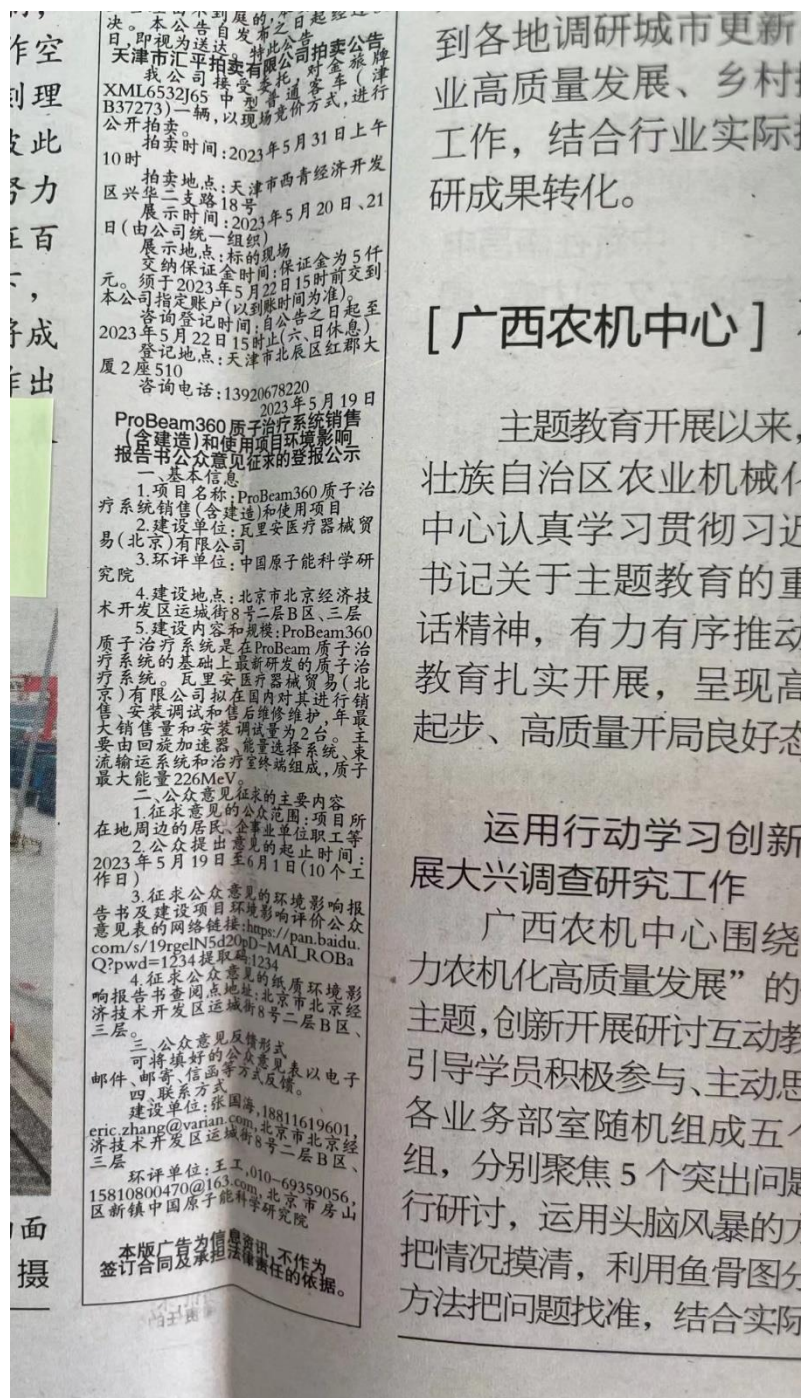 作空
刻理
彼此
努力
在百
，
将成
作出
面
摄
决。本公告自发布之日起经过
日,即视为送达。特此公告
天津市汇平拍卖有限公司拍卖公告
我公司接受委托,对金旅牌
XML6532J65中型普通客车(津
B37273)一辆,以现场竞价方式,进行
公开拍卖。
拍卖时间:2023年5月31日上午
10时
拍卖地点:天津市西青经济开发
区兴华二支路18号
展示时间:2023年5月20日、21
日(由公司统一组织)
展示地点:标的现场
交纳保证金时间:保证金为5仟
元。须于2023年5月22日15时前交到
本公司指定账户(以到账时间为准)。
咨询登记时间:自公告之日起至
2023年5月22日15时止(六、日休息)
登记地点:天津市北辰区红郡大
厦2座510
咨询电话:13920678220
2023年5月19日
ProBeam360质子治疗系统销售
(含建造)和使用项目环境影响
报告书公众意见征求的登报公示
一、基本信息
1.项目名称:ProBeam360质子治
疗系统销售(含建造)和使用项目
2.建设单位:瓦里安医疗器械贸
易(北京)有限公司
3.环评单位:中国原子能科学研
究院
4.建设地点:北京市北京经济技
术开发区运城街8号二层B区、三层
5.建设内容和规模:ProBeam360
质子治疗系统是在ProBeam质子治
疗系统的基础上最新研发的质子治
疗系统。瓦里安医疗器械贸易(北
京)有限公司拟在国内对其进行销
售、安装调试和售后维修维护,年最
大销售量和安装调试量为2台。主
要由回旋加速器、能量选择系统、束
流输运系统和治疗室终端组成,质子
最大能量226MeV。
二、公众意见征求的主要内容
1.征求意见的公众范围:项目所
在地周边的居民、企事业单位职工等
2.公众提出意见的起止时间:
2023年5月19日至6月1日(10个工
作日)
3.征求公众意见的环境影响报
告书及建设项目环境影响评价公众
意见表的网络链接:https://pan.baidu.
com/s/19rgelN5d20pD-MAI_ROBa
Q?pwd=1234提取码:1234
4.征求公众意见的纸质环境影
响报告书查阅点地址:北京市北京经
济技术开发区运城街8号二层B区、
三层。
三、公众意见反馈形式
可将填好的公众意见表以电子
邮件、邮寄、信函等方式反馈。
四、联系方式
建设单位:张国海,18811619601,
eric.zhang@varian.com,北京市北京经
济技术开发区运城街8号二层B区、
三层
环评单位:王工,010-69359056,
15810800470@163.com,北京市房山
区新镇中国原子能科学研究院
本版广告为信息资讯,不作为
签订合同及承担法律责任的依据。
到各地调研城市更新
业高质量发展、乡村
工作，结合行业实际
研成果转化。
[广西农机中心]
主题教育开展以来，
壮族自治区农业机械化
中心认真学习贯彻习近
书记关于主题教育的重
话精神，有力有序推动
教育扎实开展，呈现高
起步、高质量开局良好态
运用行动学习创新
展大兴调查研究工作
广西农机中心围绕
力农机化高质量发展”的
主题，创新开展研讨互动教
引导学员积极参与、主动思
各业务部室随机组成五个
组，分别聚焦5个突出问题
行研讨，运用头脑风暴的方
把情况摸清，利用鱼骨图分
方法把问题找准，结合实际